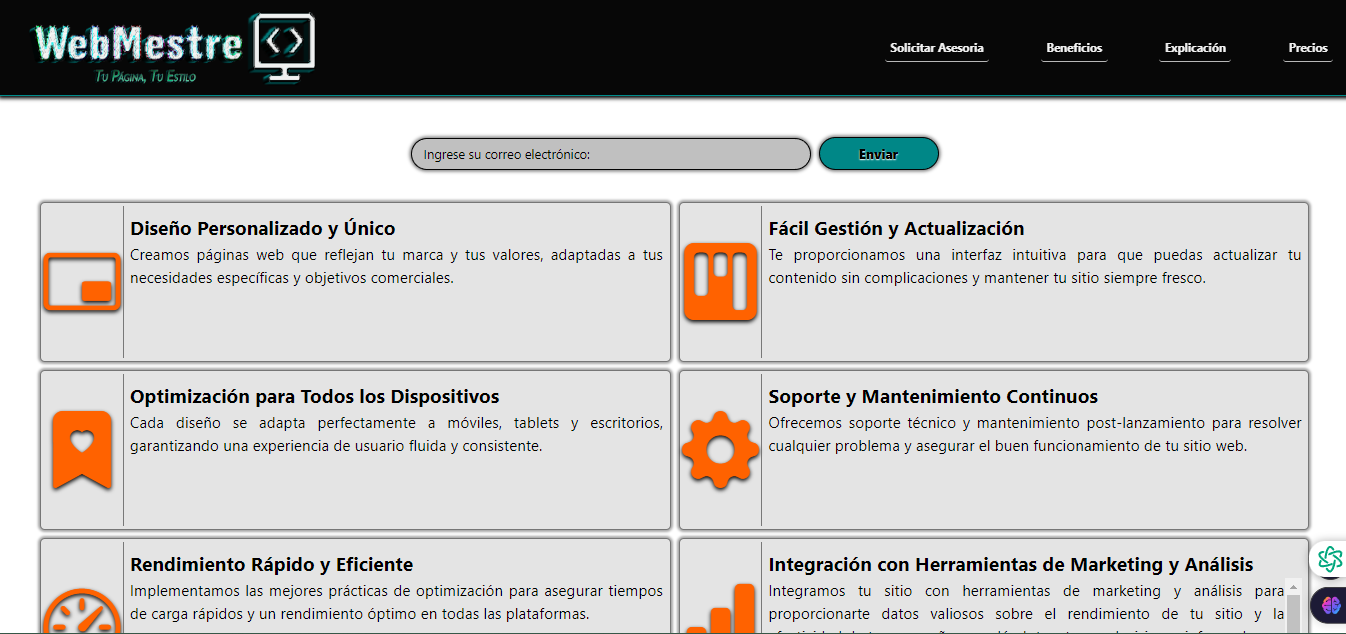 WebMestre
Tu Página, Tu Estilo
Solicitar Asesoria
Beneficios
Explicación
Precios
Ingrese su correo electrónico:
Enviar
Diseño Personalizado y Único
Creamos páginas web que reflejan tu marca y tus valores, adaptadas a tus
necesidades específicas y objetivos comerciales.
Fácil Gestión y Actualización
Te proporcionamos una interfaz intuitiva para que puedas actualizar tu
contenido sin complicaciones y mantener tu sitio siempre fresco.
Optimización para Todos los Dispositivos
Cada diseño se adapta perfectamente a móviles, tablets y escritorios,
garantizando una experiencia de usuario fluida y consistente.
Soporte y Mantenimiento Continuos
Ofrecemos soporte técnico y mantenimiento post-lanzamiento para resolver
cualquier problema y asegurar el buen funcionamiento de tu sitio web.
Rendimiento Rápido y Eficiente
Implementamos las mejores prácticas de optimización para asegurar tiempos
de carga rápidos y un rendimiento óptimo en todas las plataformas.
Integración con Herramientas de Marketing y Análisis
Integramos tu sitio con herramientas de marketing y análisis para
proporcionarte datos valiosos sobre el rendimiento de tu sitio y la